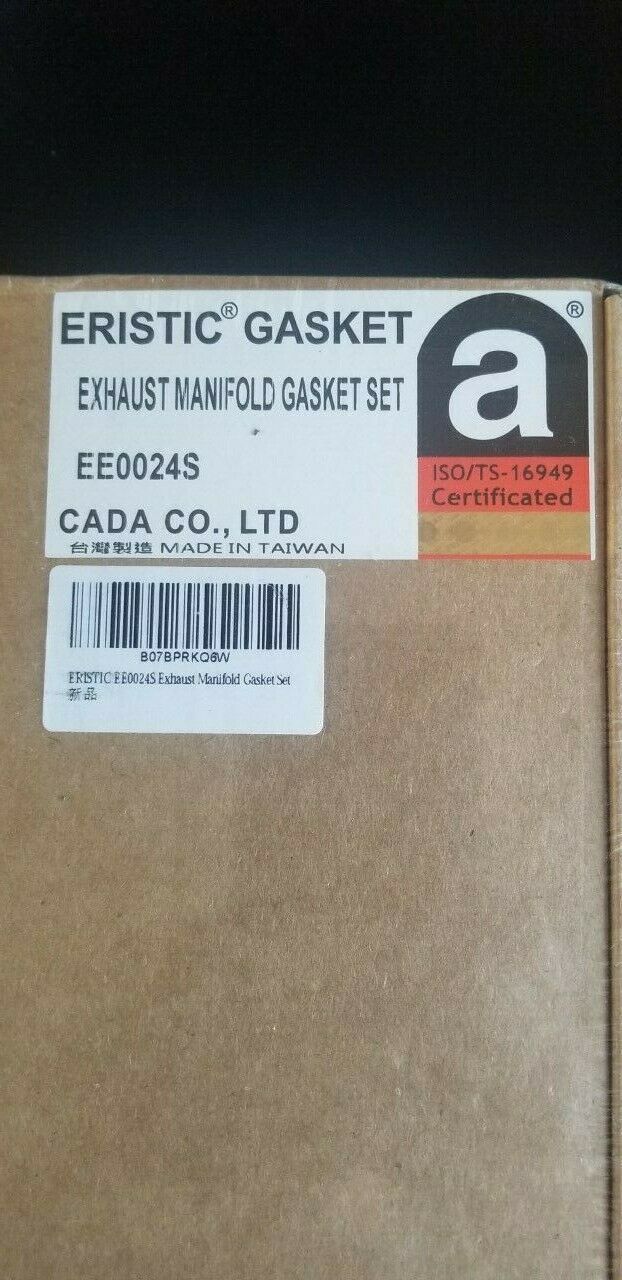 ERISTIC® GASKET
EXHAUST MANIFOLD GASKET SET
EE0024S
CADA CO., LTD
台灣製造 MADE IN TAIWAN
a ®
ISO/TS-16949
Certificated
B07BPRKQ6W
ERISTIC EE0024S Exhaust Manifold Gasket Set
新品